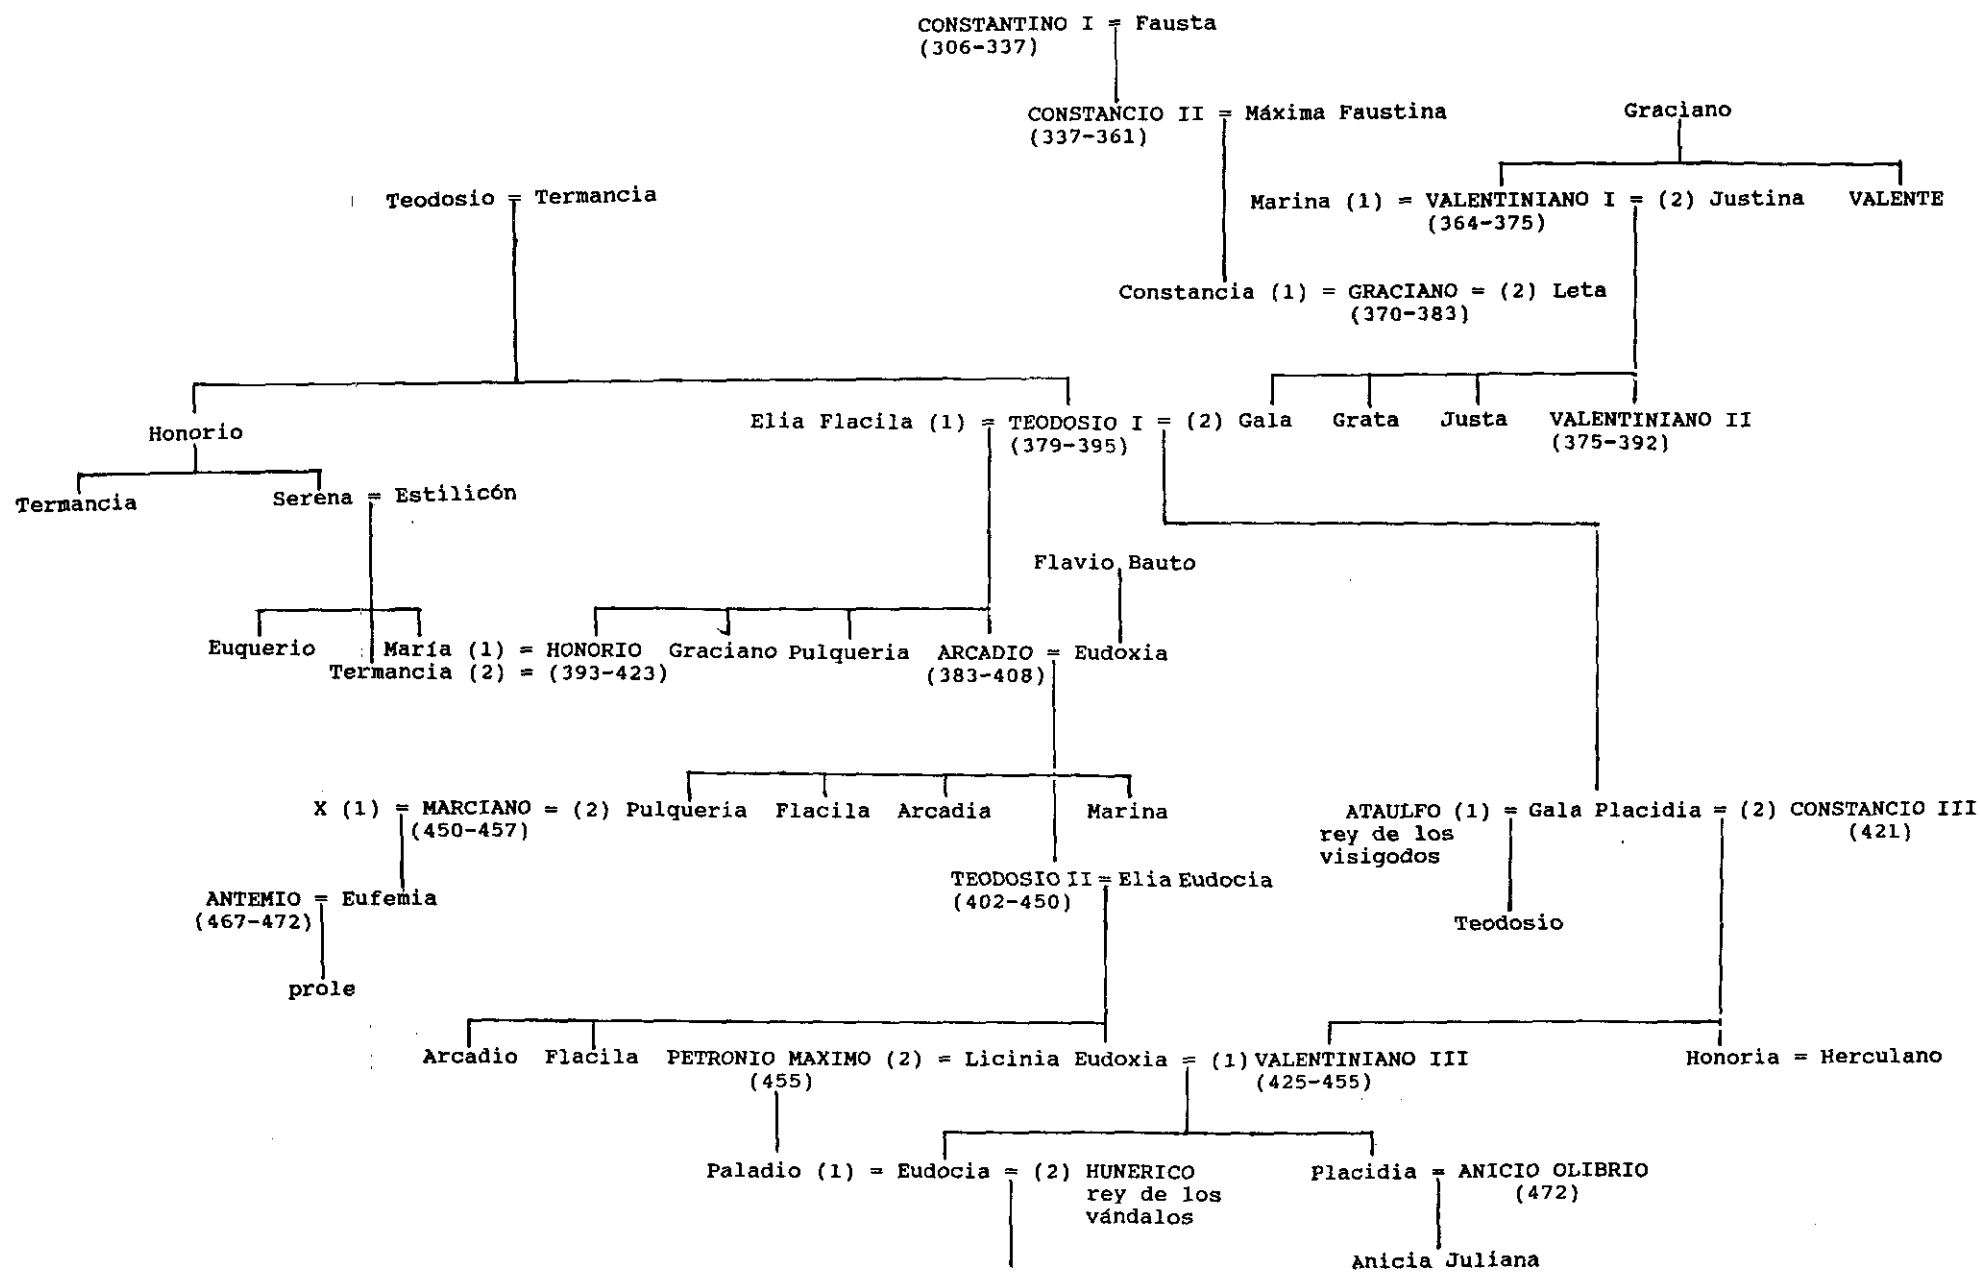 CONSTANTINO I = Fausta
(306-337)
CONSTANCIO II = Máxima Faustina
(337-361)
Graciano
Teodosio = Termancia
Marina (1) = VALENTINIANO I = (2) Justina VALENTE
(364-375)
Constancia (1) = GRACIANO = (2) Leta
(370-383)
Honorio
Elia Flacila (1) = TEODOSIO I = (2) Gala Grata Justa VALENTINIANO II
(379-395) (375-392)
Termancia Serena = Estilicón
Flavio Bauto
Euquerio María (1) = HONORIO Graciano Pulqueria ARCADIO = Eudoxia
Termancia (2) = (393-423) (383-408)
X (1) = MARCIANO = (2) Pulqueria Flacila Arcadia Marina ATAULFO (1) = Gala Placidia = (2) CONSTANCIO III
(450-457) rey de los (421)
visigodos
ANTEMIO = Eufemia TEODOSIO II = Elia Eudocia
(467-472) (402-450) Teodosio
prole
Arcadio Flacila PETRONIO MAXIMO (2) = Licinia Eudoxia = (1) VALENTINIANO III Honoria = Herculano
(455) (425-455)
Paladio (1) = Eudocia = (2) HUNERICO Placidia = ANICIO OLIBRIO
rey de los (472)
vándalos
Anicia Juliana